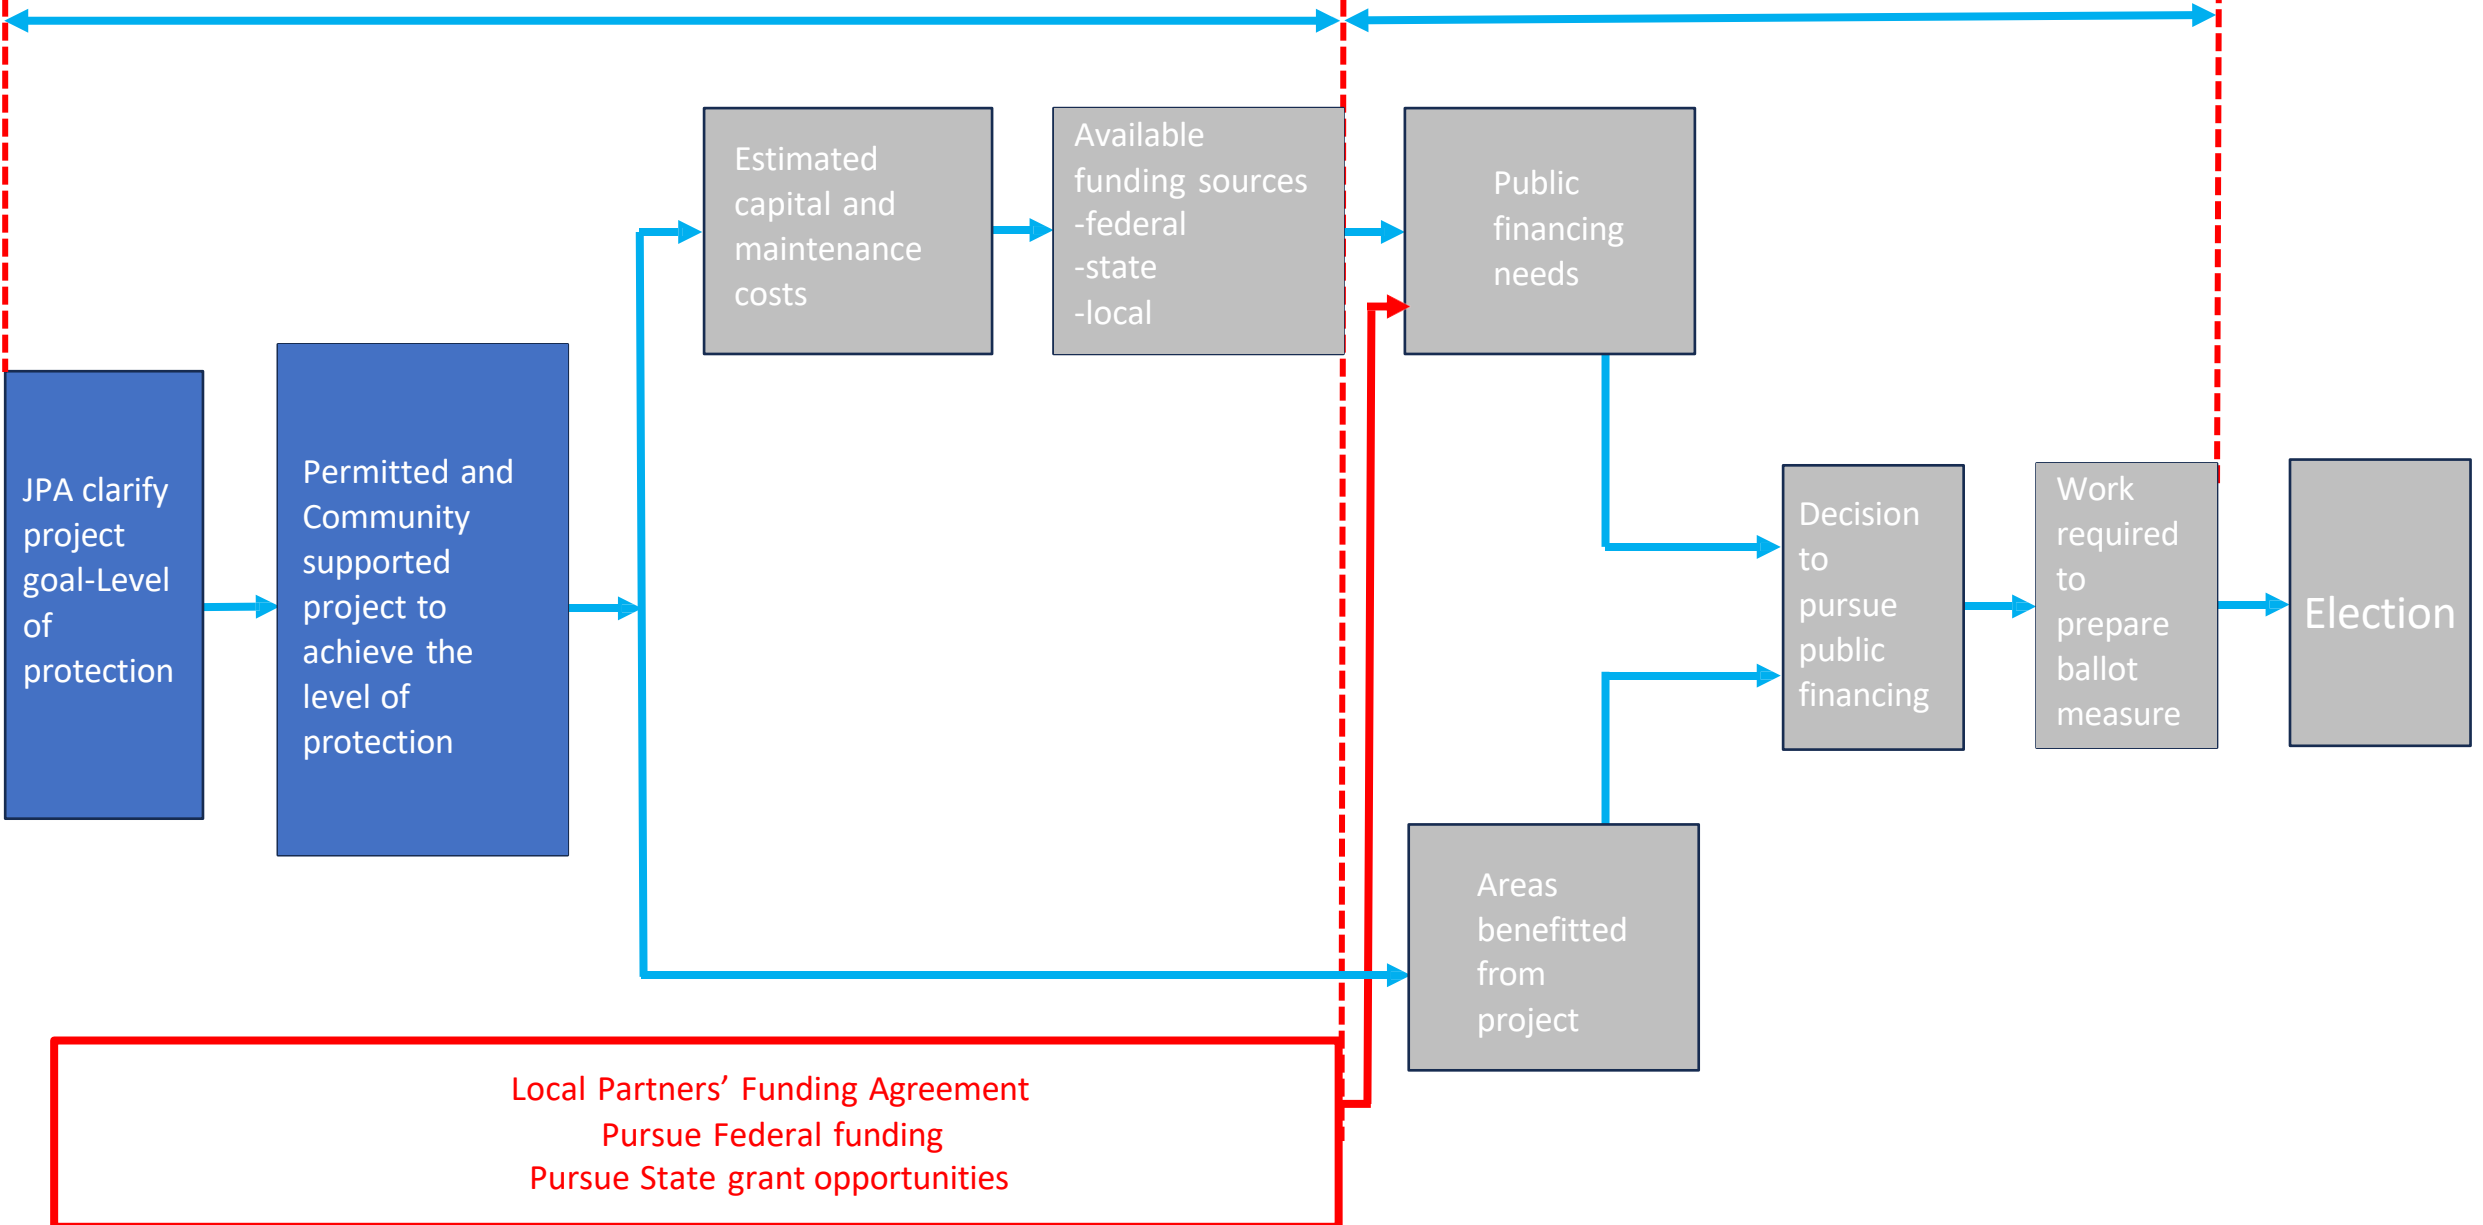 JPA clarify
project
goal-Level
of
protection
Permitted and
Community
supported
project to
achieve the
level of
protection
Estimated
capital and
maintenance
costs
Available
funding sources
-federal
-state
-local
Public
financing
needs
Areas
benefitted
from
project
Decision
to
pursue
public
financing
Work
required
to
prepare
ballot
measure
Election
Local Partners’ Funding Agreement
Pursue Federal funding
Pursue State grant opportunities